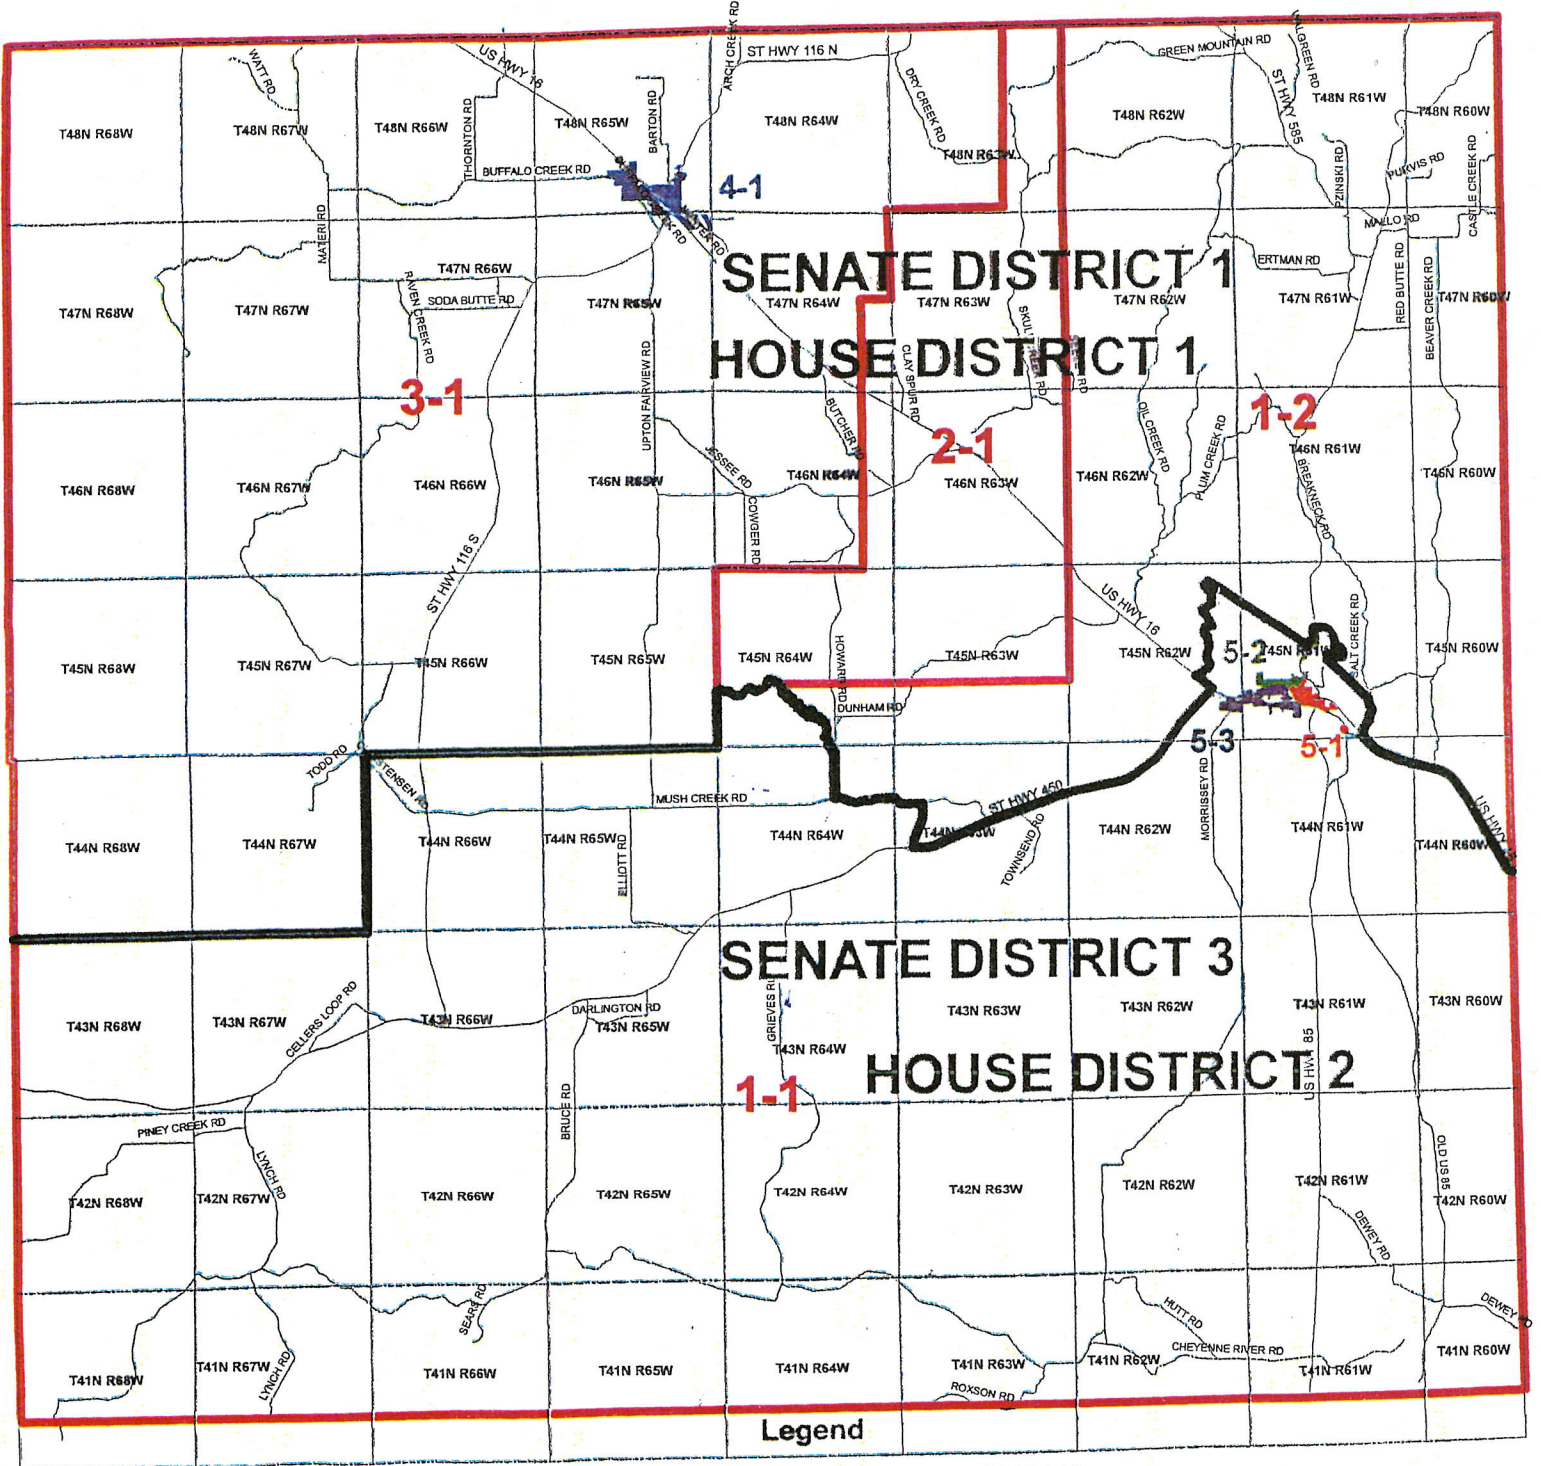 ARCH CREEK RD
ST HWY 116 N
US HWY 16
WATT RD
GREEN MOUNTAIN RD
ST HWY 585
DRY CREEK RD
T48N R68W
T48N R67W
T48N R66W
THORNTON RD
T48N R65W
BARTON RD
T48N R64W
T48N R63W
T48N R62W
T48N R61W
T48N R60W
BUFFALO CREEK RD
4-1
PURVIS RD
CASTLE CREEK RD
MALLO RD
MATERI RD
SENATE DISTRICT 1
ERTMAN RD
RED BUTTE RD
BEAVER CREEK RD
T47N R68W
T47N R67W
T47N R66W
SODA BUTTE RD
RAVEN CREEK RD
T47N R65W
T47N R64W
T47N R63W
T47N R62W
T47N R61W
T47N R60W
HOUSE DISTRICT 1
3-1
UPTON FAIRVIEW RD
BUTCHER RD
CLAY SPUR RD
2-1
OIL CREEK RD
PLUM CREEK RD
1-2
BREAKNECK RD
JESSEE RD
COWGER RD
T46N R68W
T46N R67W
T46N R66W
T46N R65W
T46N R64W
T46N R63W
T46N R62W
T46N R61W
T46N R60W
ST HWY 116 S
US HWY 16
SALT CREEK RD
T45N R68W
T45N R67W
T45N R66W
T45N R65W
T45N R64W
HOWARD RD
T45N R63W
T45N R62W
5-2
T45N R61W
T45N R60W
DUNHAM RD
5-3
5-1
TODD RD
STENSEN RD
MUSH CREEK RD
ST HWY 450
TOWNSEND RD
MORRISSEY RD
US HWY
T44N R68W
T44N R67W
T44N R66W
T44N R65W
ELLIOTT RD
T44N R64W
T44N R63W
T44N R62W
T44N R61W
T44N R60W
SENATE DISTRICT 3
CELLERS LOOP RD
DARLINGTON RD
GRIEVES RD
T43N R68W
T43N R67W
T43N R66W
T43N R65W
T43N R64W
T43N R63W
T43N R62W
T43N R61W
T43N R60W
HOUSE DISTRICT 2
US HWY 85
1-1
BRUCE RD
PINEY CREEK RD
LYNCH RD
OLD US 85
T42N R68W
T42N R67W
T42N R66W
T42N R65W
T42N R64W
T42N R63W
T42N R62W
T42N R61W
T42N R60W
DEWEY RD
SEARS RD
HUTT RD
DEWEY RD
CHEYENNE RIVER RD
T41N R68W
T41N R67W
LYNCH RD
T41N R66W
T41N R65W
T41N R64W
T41N R63W
T41N R62W
T41N R61W
T41N R60W
ROXSON RD
Legend